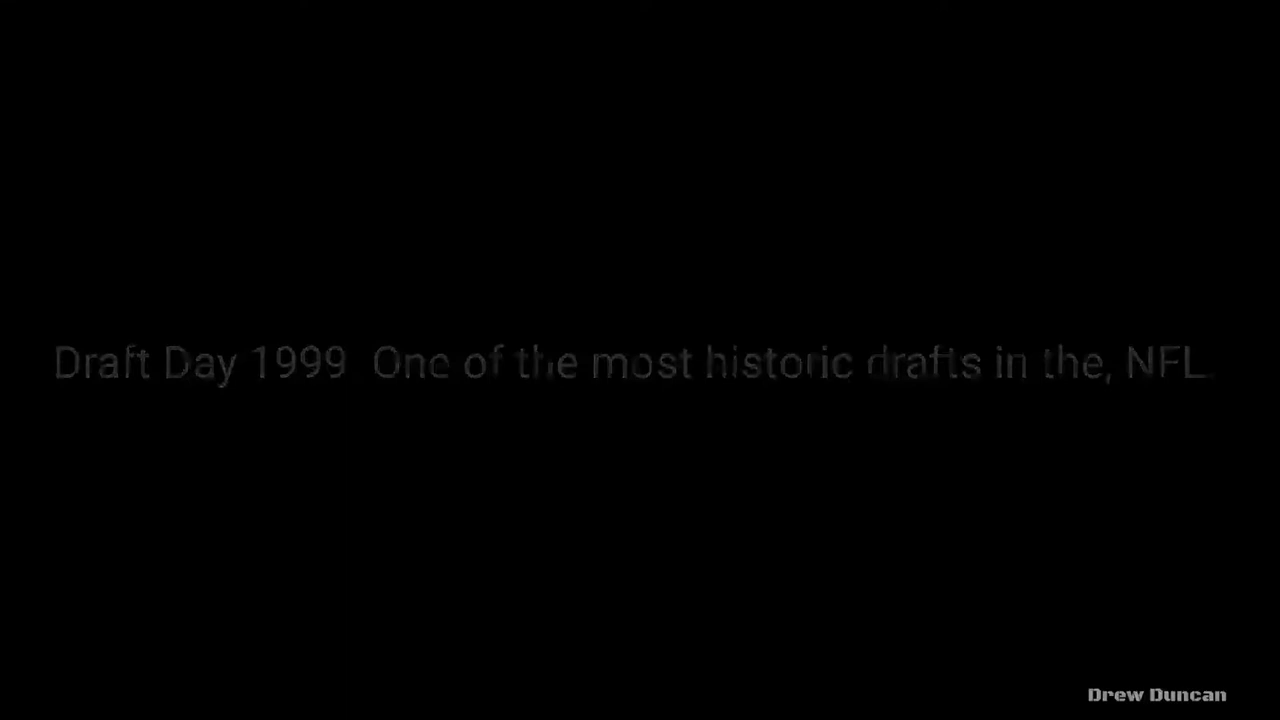 Draft Day 1999. One of the most historic drafts in the, NFL.
Drew Duncan